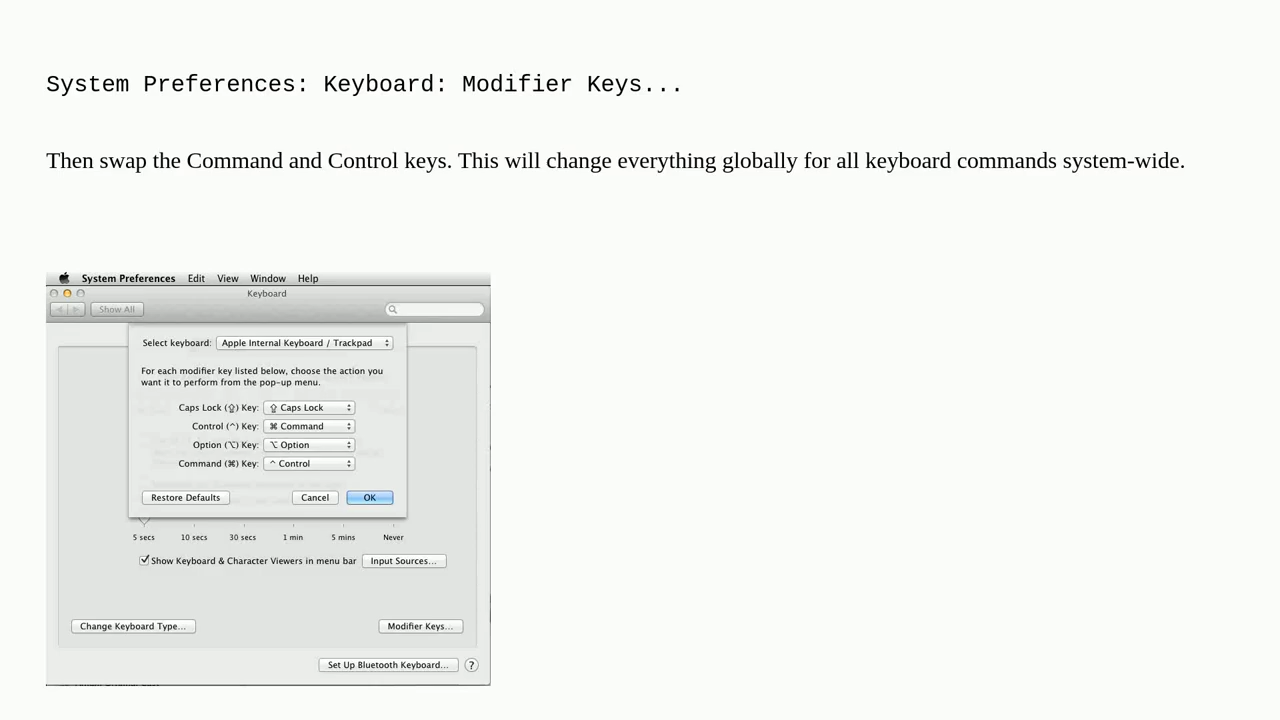 System Preferences: Keyboard: Modifier Keys...
Then swap the Command and Control keys. This will change everything globally for all keyboard commands system-wide.
System Preferences Edit View Window Help
Keyboard
Show All
Select keyboard: Apple Internal Keyboard / Trackpad
For each modifier key listed below, choose the action you
want it to perform from the pop-up menu.
Caps Lock (⇪) Key: ⇪ Caps Lock
Control (^) Key: ⌘ Command
Option (⌥) Key: ⌥ Option
Command (⌘) Key: ^ Control
Restore Defaults Cancel OK
5 secs 10 secs 30 secs 1 min 5 mins Never
Show Keyboard & Character Viewers in menu bar Input Sources...
Change Keyboard Type... Modifier Keys...
Set Up Bluetooth Keyboard... ?